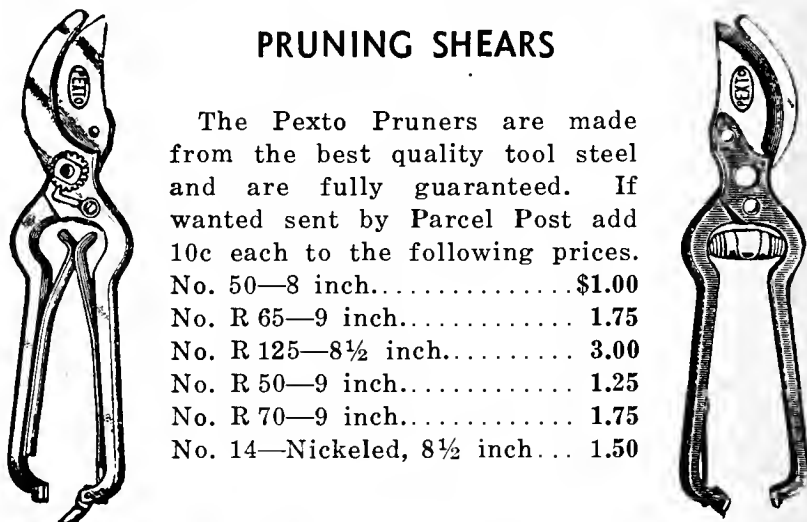 PRUNING SHEARS
The Pexto Pruners are made
from the best quality tool steel
and are fully guaranteed. If
wanted sent by Parcel Post add
10c each to the following prices.
No. 50—8 inch...............$1.00
No. R 65—9 inch............. 1.75
No. R 125—8½ inch.......... 3.00
No. R 50—9 inch............. 1.25
No. R 70—9 inch............. 1.75
No. 14—Nickeled, 8½ inch... 1.50
PEXTO
PEXTO